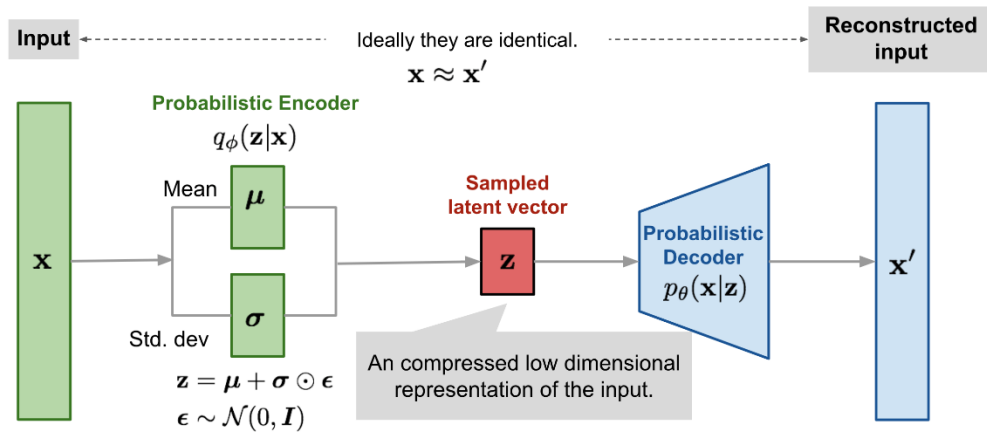 Input
Ideally they are identical.
x ≈ x′
Reconstructed
input
Probabilistic Encoder
qϕ(z|x)
Mean
μ
x
σ
Std. dev
z = μ + σ ⊙ ϵ
ϵ ∼ 𝒩(0, I)
Sampled
latent vector
z
An compressed low dimensional
representation of the input.
Probabilistic
Decoder
pθ(x|z)
x′